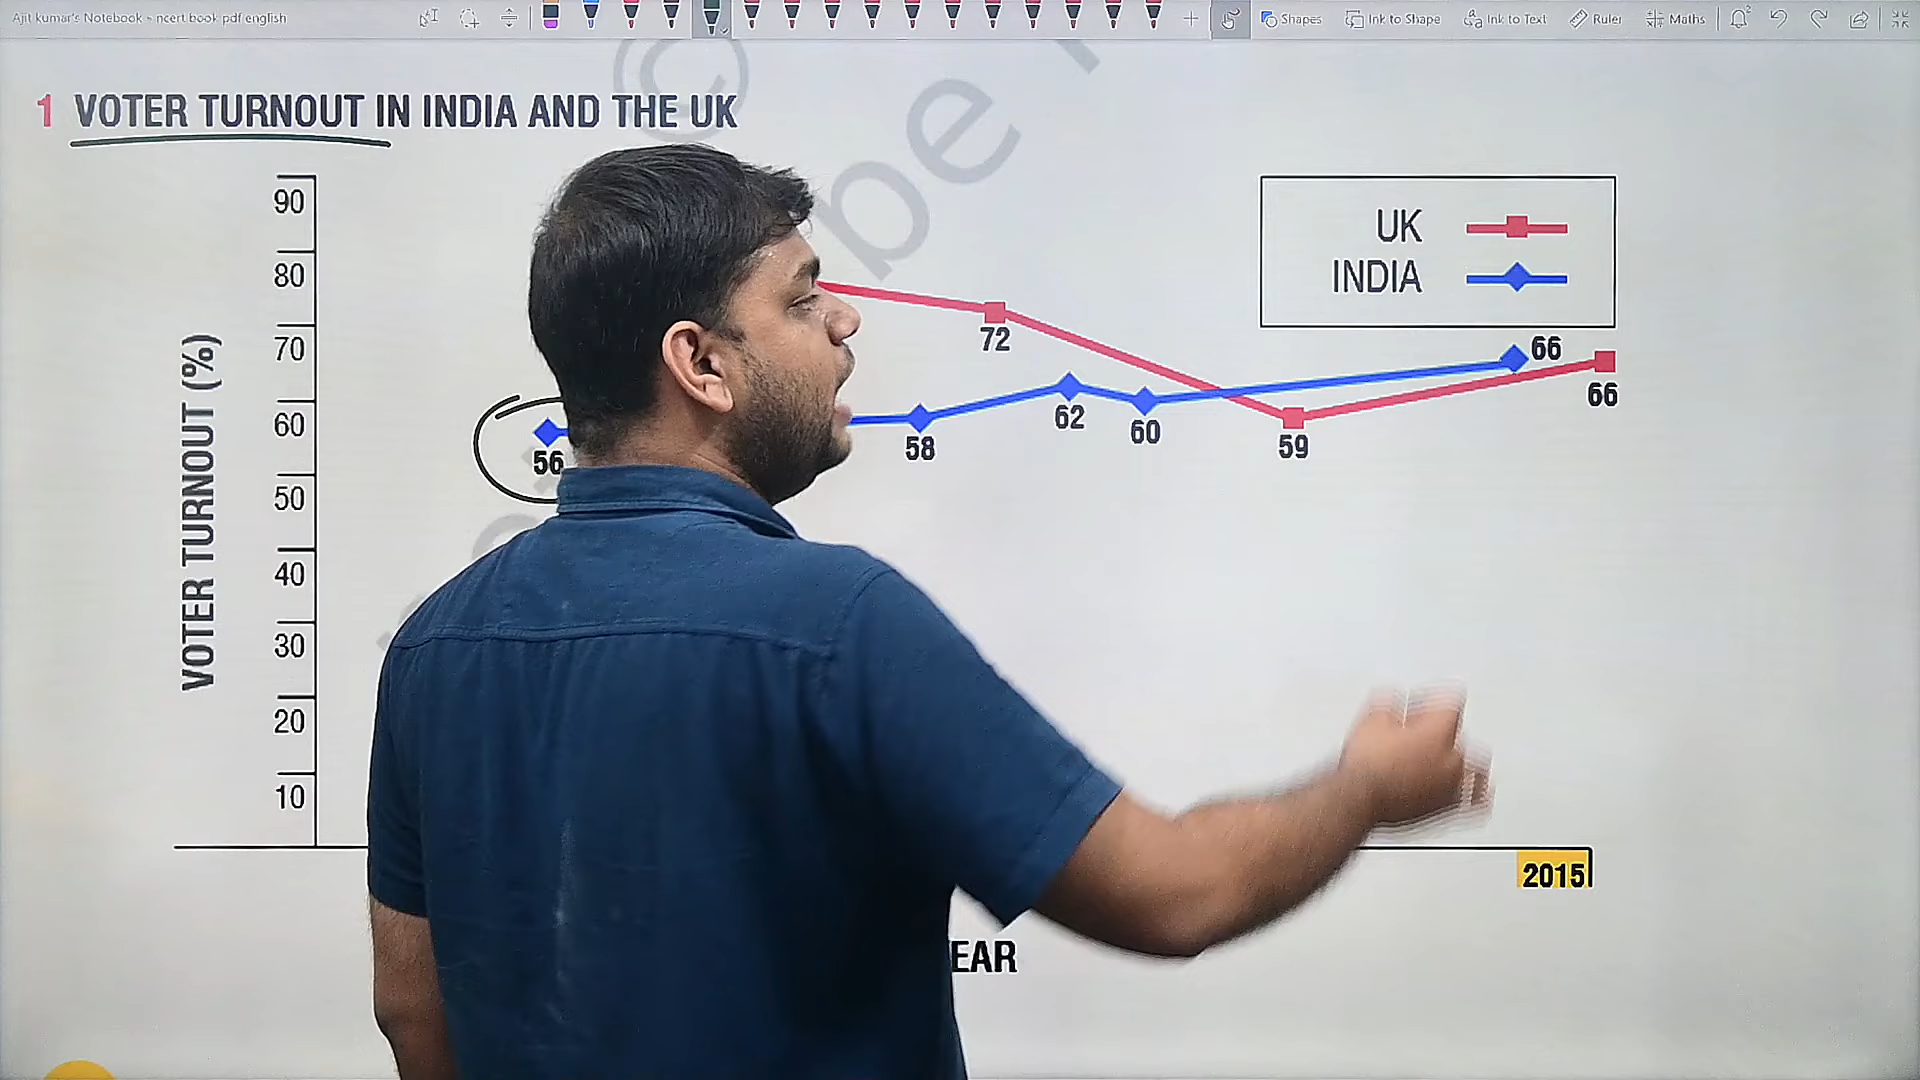 Ajit kumar's Notebook » ncert book pdf english
Shapes
Ink to Shape
Ink to Text
Ruler
Maths
1 VOTER TURNOUT IN INDIA AND THE UK
VOTER TURNOUT (%)
90
80
70
60
50
40
30
20
10
UK
INDIA
72
66
66
62
60
59
58
56
2015
EAR
be
©